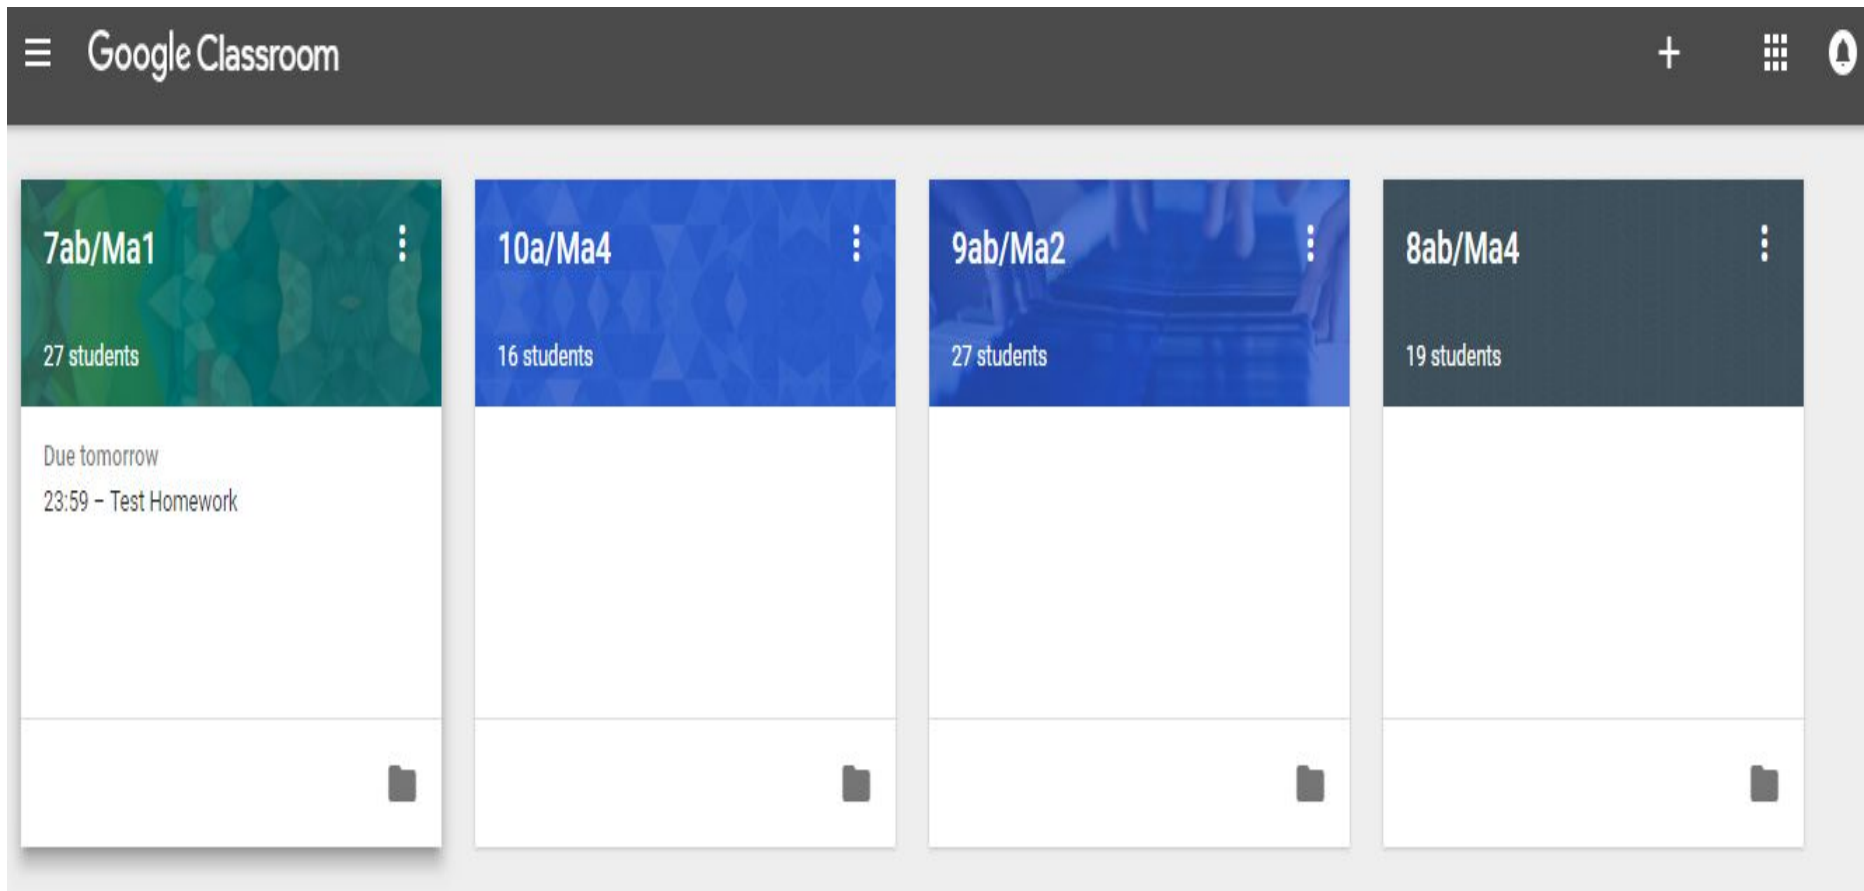 Google Classroom
7ab/Ma1
27 students
Due tomorrow
23:59 – Test Homework
10a/Ma4
16 students
9ab/Ma2
27 students
8ab/Ma4
19 students